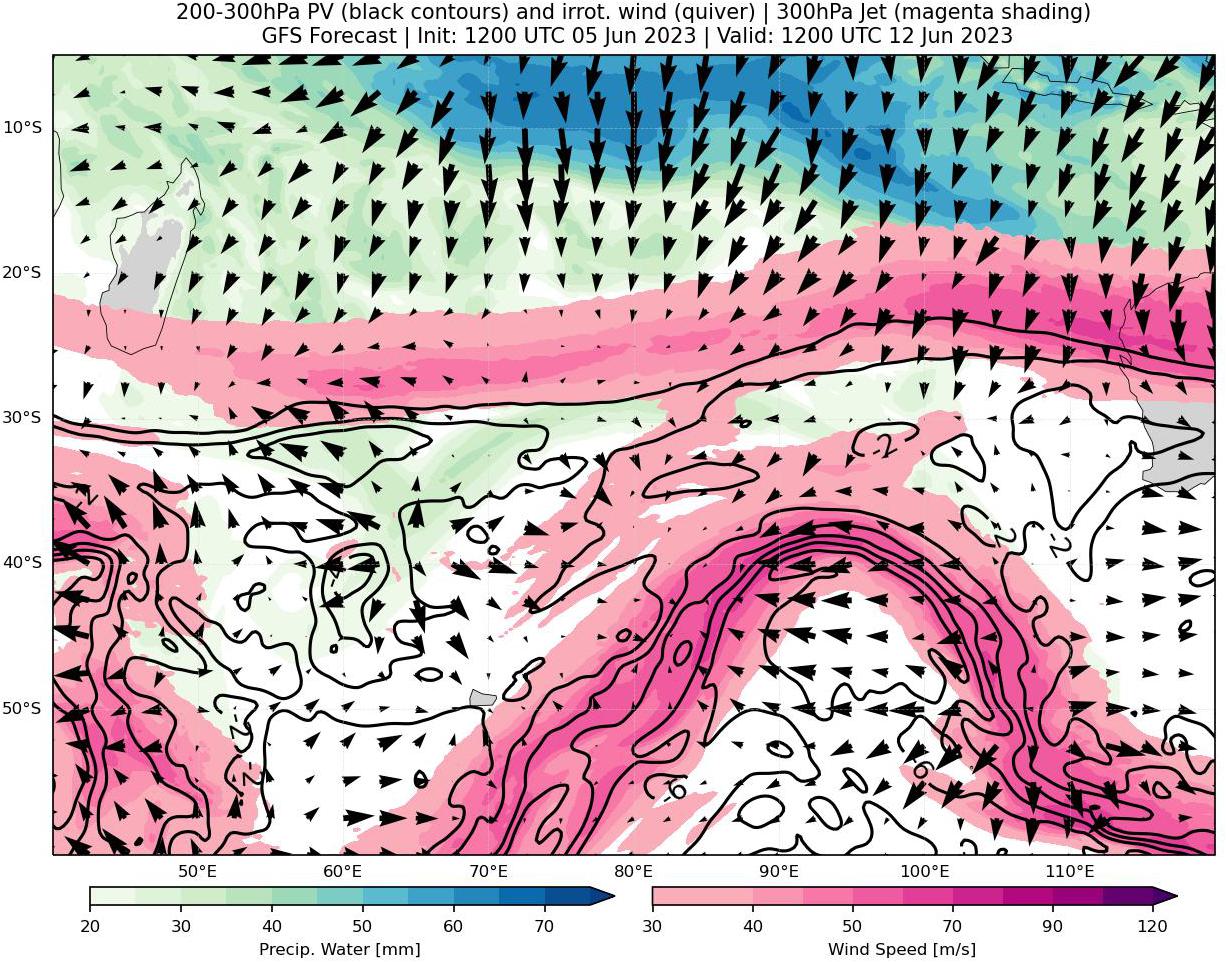 200-300hPa PV (black contours) and irrot. wind (quiver) | 300hPa Jet (magenta shading)
GFS Forecast | Init: 1200 UTC 05 Jun 2023 | Valid: 1200 UTC 12 Jun 2023
10°S
20°S
30°S
-2
-2
-2
-2
40°S
-2
50°S
-2
-2
-6
-6
50°E 60°E 70°E 80°E 90°E 100°E 110°E
20 30 40 50 60 70
30 40 50 70 90 120
Precip. Water [mm]
Wind Speed [m/s]